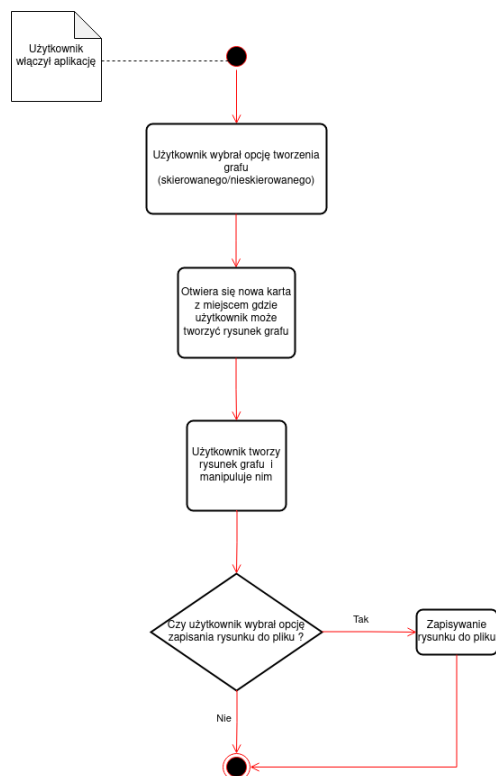 Użytkownik
włączył aplikację
Użytkownik wybrał opcję tworzenia
grafu
(skierowanego/nieskierowanego)
Otwiera się nowa karta
z miejscem gdzie
użytkownik może
tworzyć rysunek grafu
Użytkownik tworzy
rysunek grafu i
manipuluje nim
Czy użytkownik wybrał opcję
zapisania rysunku do pliku ?
Tak
Zapisywanie
rysunku do pliku
Nie